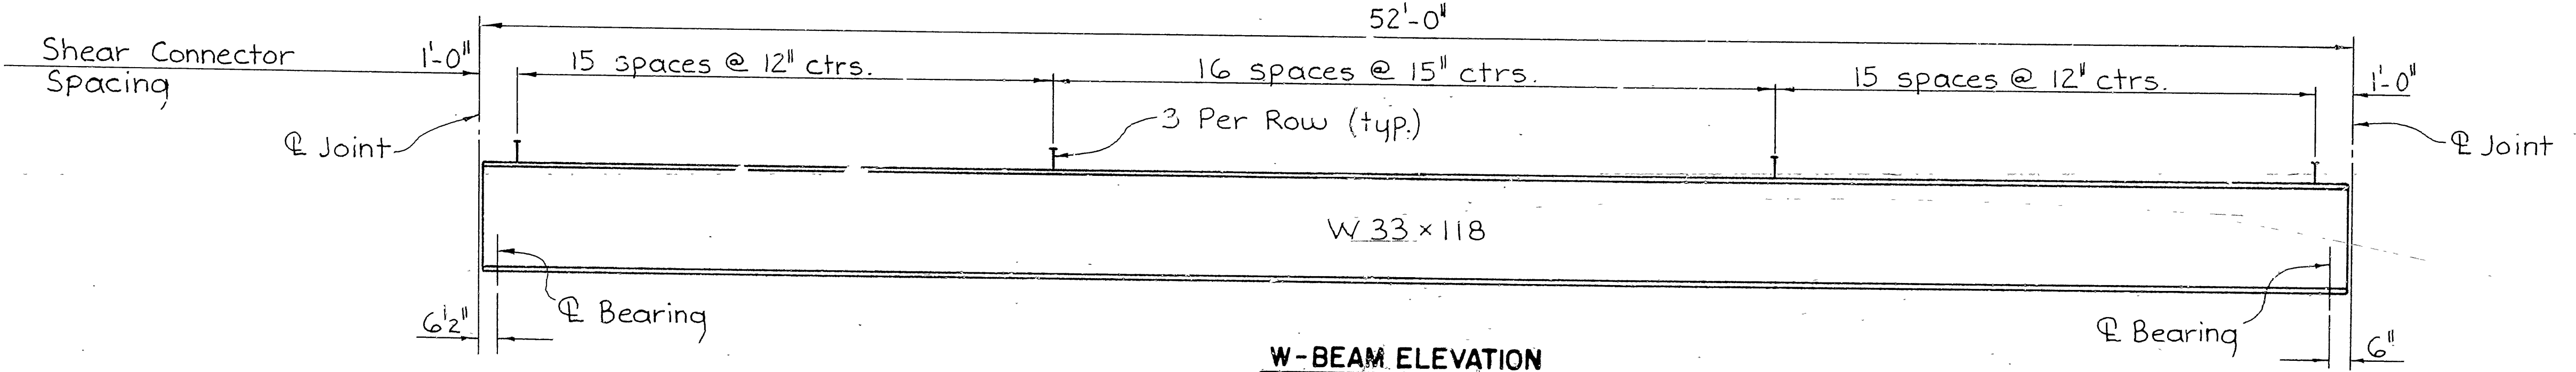 52'-0"
Shear Connector
Spacing
1'-0"
15 spaces @ 12" ctrs.
16 spaces @ 15" ctrs.
15 spaces @ 12" ctrs.
1'-0"
℄ Joint
3 Per Row (typ.)
℄ Joint
W 33 × 118
℄ Bearing
6½"
℄ Bearing
6"
W-BEAM ELEVATION